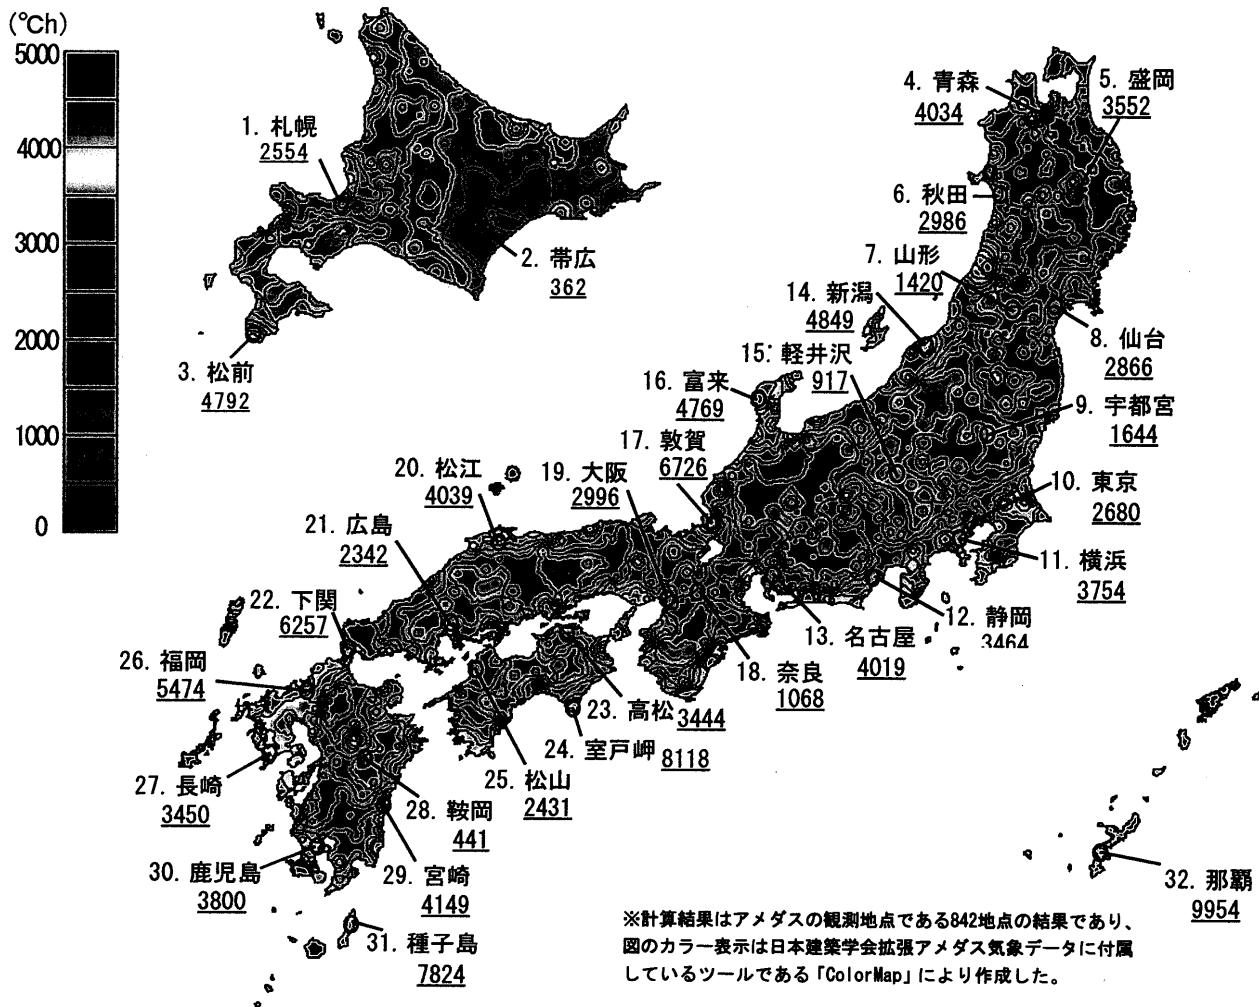 (℃h)
5000
4000
3000
2000
1000
0
1. 札幌
2554
2. 帯広
362
3. 松前
4792
4. 青森
4034
5. 盛岡
3552
6. 秋田
2986
7. 山形
1420
8. 仙台
2866
9. 宇都宮
1644
10. 東京
2680
11. 横浜
3754
12. 静岡
3464
13. 名古屋
4019
14. 新潟
4849
15. 軽井沢
917
16. 富来
4769
17. 敦賀
6726
18. 奈良
1068
19. 大阪
2996
20. 松江
4039
21. 広島
2342
22. 下関
6257
23. 高松
3444
24. 室戸岬
8118
25. 松山
2431
26. 福岡
5474
27. 長崎
3450
28. 鞍岡
441
29. 宮崎
4149
30. 鹿児島
3800
31. 種子島
7824
32. 那覇
9954
※計算結果はアメダスの観測地点である842地点の結果であり、
図のカラー表示は日本建築学会拡張アメダス気象データに付属
しているツールである「ColorMap」により作成した。